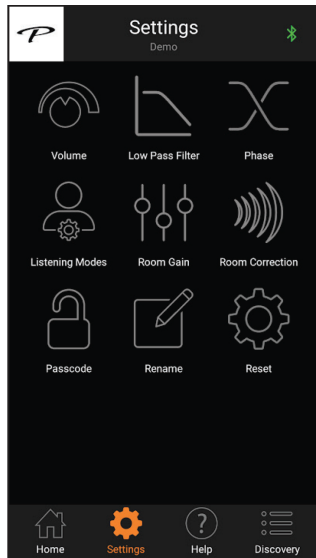 Settings
Demo
Volume
Low Pass Filter
Phase
Listening Modes
Room Gain
Room Correction
Passcode
Rename
Reset
?
Home
Settings
Help
Discovery